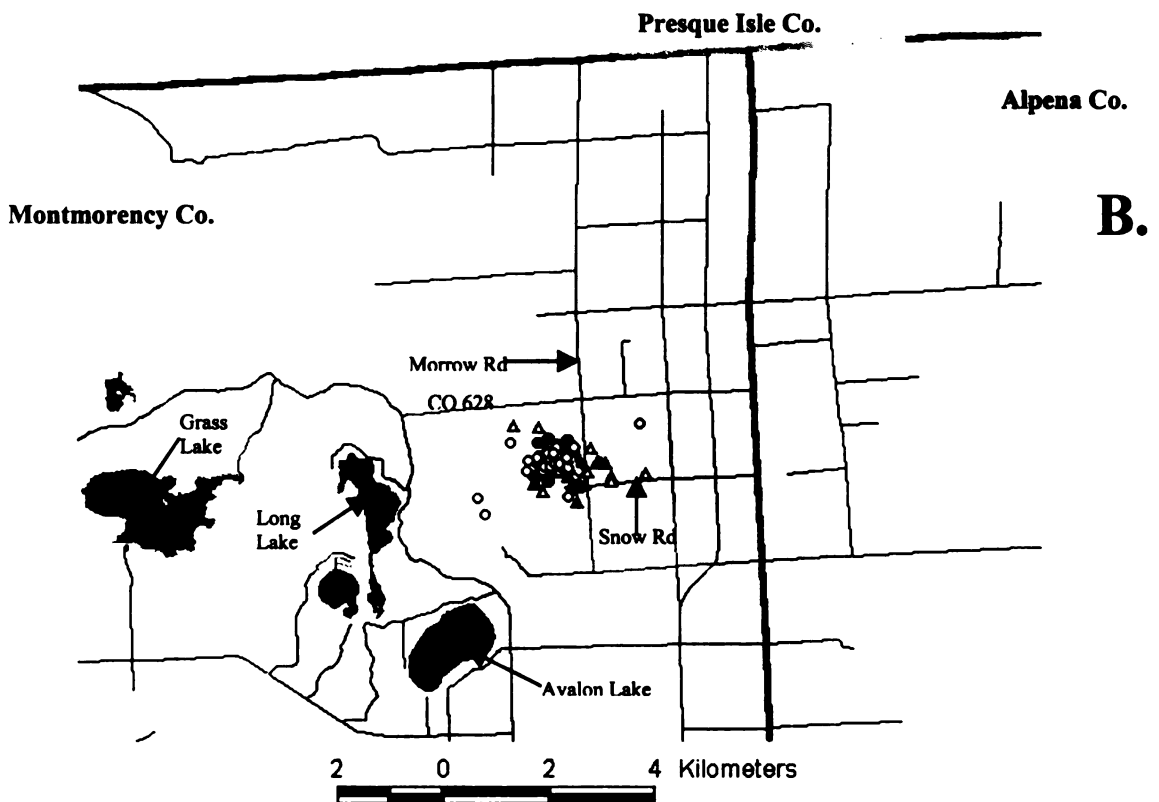 Presque Isle Co.
Alpena Co.
Montmorency Co.
B.
Morrow Rd
CO 628
Grass
Lake
Long
Lake
Snow Rd
Avalon Lake
2 0 2 4 Kilometers